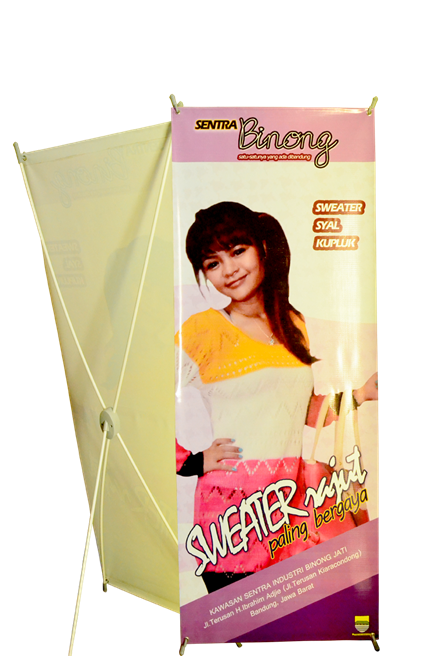 SENTRA
Binong
satu-satunya yang ada dibandung
SWEATER
SYAL
KUPLUK
SWEATER rajut
paling bergaya
KAWASAN SENTRA INDUSTRI BINONG JATI
Jl.Terusan H.Ibrahim Adjie (Jl.Terusan Kiaracondong)
Bandung, Jawa Barat